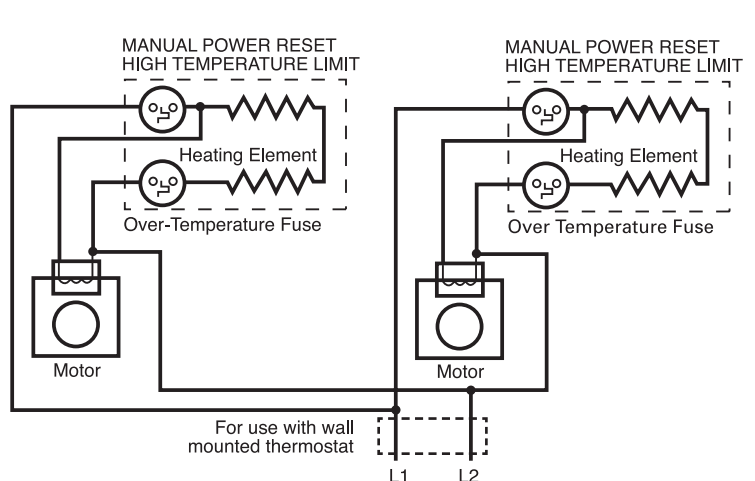 MANUAL POWER RESET
HIGH TEMPERATURE LIMIT
Heating Element
Over-Temperature Fuse
Motor
MANUAL POWER RESET
HIGH TEMPERATURE LIMIT
Heating Element
Over Temperature Fuse
Motor
For use with wall
mounted thermostat
L1 L2